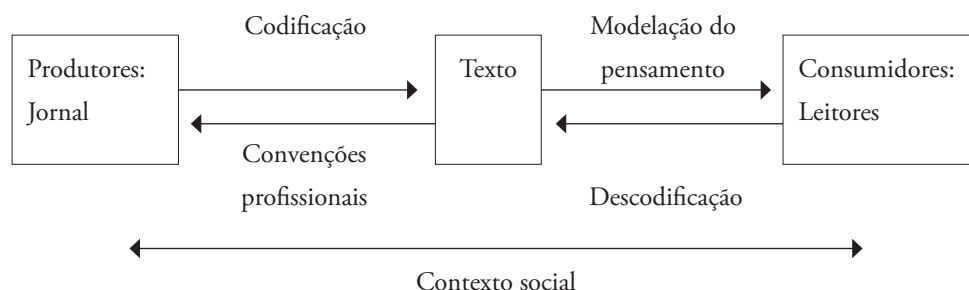 Codificação
Modelação do
pensamento
Produtores:
Jornal
Texto
Consumidores:
Leitores
Convenções
profissionais
Descodificação
Contexto social